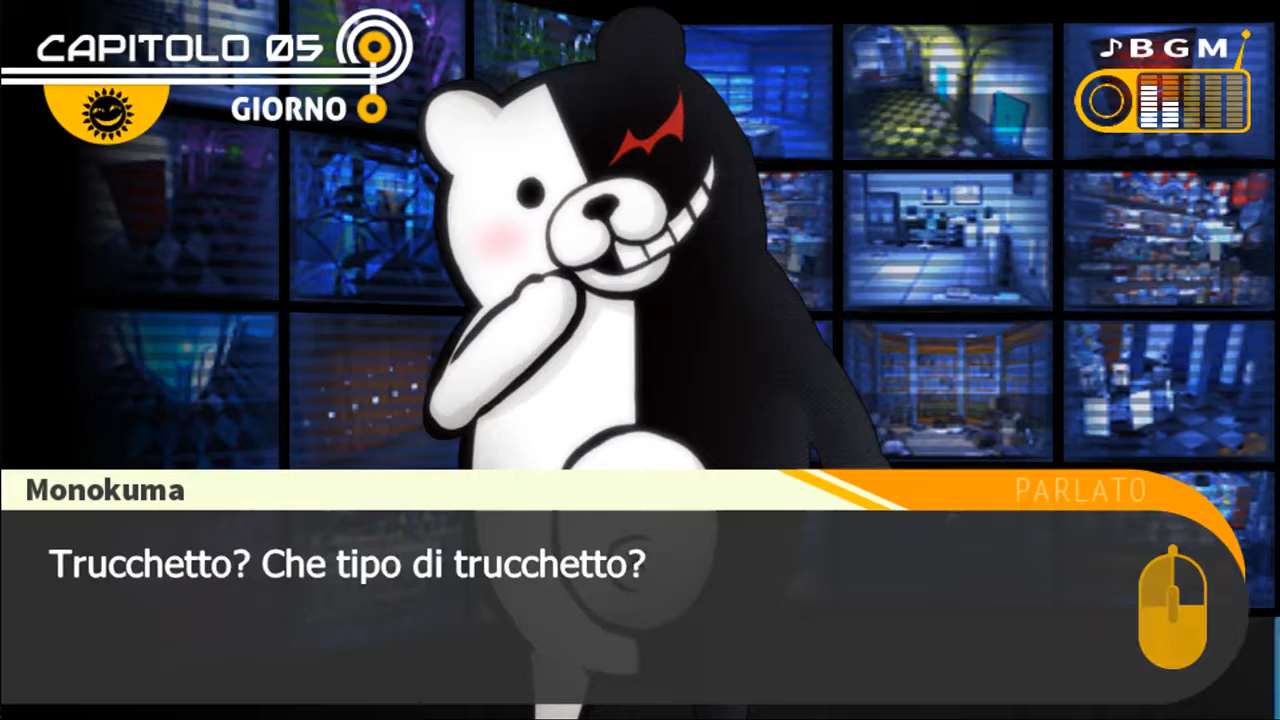 CAPITOLO 05
GIORNO
♪BGM
Monokuma
PARLATO
Trucchetto? Che tipo di trucchetto?